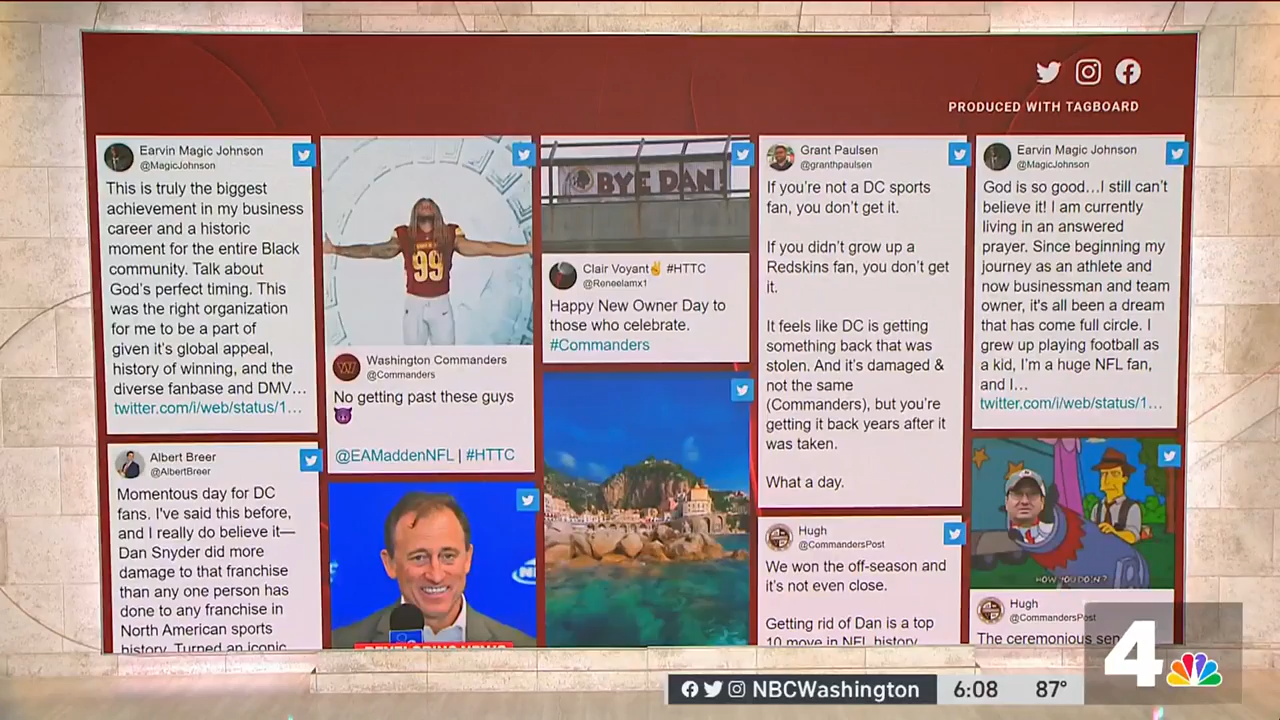 PRODUCED WITH TAGBOARD
Earvin Magic Johnson
@MagicJohnson
This is truly the biggest
achievement in my business
career and a historic
moment for the entire Black
community. Talk about
God's perfect timing. This
was the right organization
for me to be a part of
given it's global appeal,
history of winning, and the
diverse fanbase and DMV…
twitter.com/i/web/status/1…
Albert Breer
@AlbertBreer
Momentous day for DC
fans. I've said this before,
and I really do believe it—
Dan Snyder did more
damage to that franchise
than any one person has
done to any franchise in
North American sports
history. Turned an iconic
99
Washington Commanders
@Commanders
No getting past these guys
😈
@EAMaddenNFL | #HTTC
DEVELOPING NEWS
BYE DAN!
Clair Voyant✌ #HTTC
@Reneelamx1
Happy New Owner Day to
those who celebrate.
#Commanders
Grant Paulsen
@granthpaulsen
If you're not a DC sports
fan, you don't get it.
If you didn't grow up a
Redskins fan, you don't get
it.
It feels like DC is getting
something back that was
stolen. And it's damaged &
not the same
(Commanders), but you're
getting it back years after it
was taken.
What a day.
Hugh
@CommandersPost
We won the off-season and
it's not even close.
Getting rid of Dan is a top
10 move in NFL history
Earvin Magic Johnson
@MagicJohnson
God is so good…I still can't
believe it! I am currently
living in an answered
prayer. Since beginning my
journey as an athlete and
now businessman and team
owner, it's all been a dream
that has come full circle. I
grew up playing football as
a kid, I'm a huge NFL fan,
and I…
twitter.com/i/web/status/1…
HOW YOU DOIN?
Hugh
@CommandersPost
The ceremonious sen
4
NBCWashington
6:08
87°